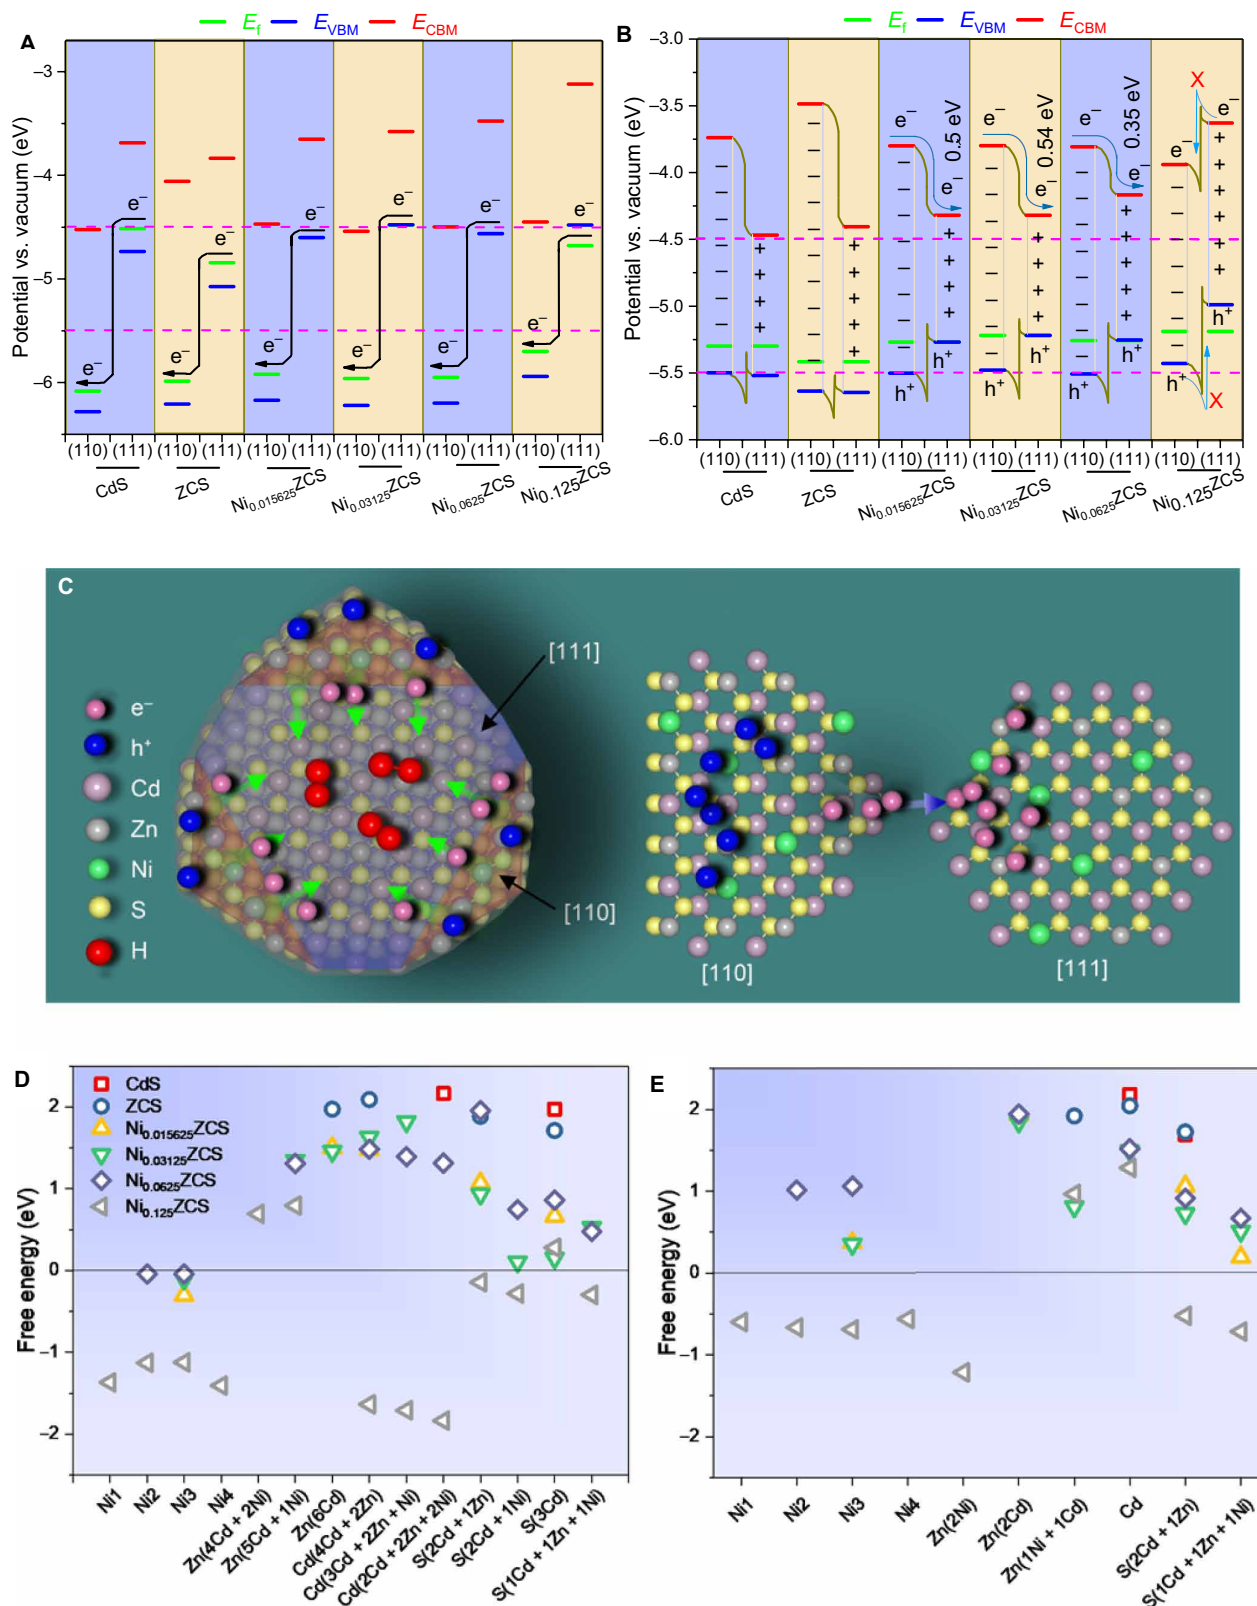 A
E_f E_VBM E_CBM
Potential vs. vacuum (eV)
−3
−4
−5
−6
e⁻ e⁻ e⁻ e⁻ e⁻ e⁻
e⁻ e⁻ e⁻ e⁻ e⁻ e⁻
(110) (111) (110) (111) (110) (111) (110) (111) (110) (111) (110) (111)
CdS ZCS Ni0.015625ZCS Ni0.03125ZCS Ni0.0625ZCS Ni0.125ZCS
B
E_f E_VBM E_CBM
Potential vs. vacuum (eV)
−3.0
−3.5
−4.0
−4.5
−5.0
−5.5
−6.0
e⁻ 0.5 eV e⁻ 0.54 eV e⁻ 0.35 eV X e⁻
e⁻ e⁻ e⁻ e⁻
h⁺ h⁺ h⁺ h⁺
h⁺ h⁺ h⁺ h⁺ X
(110) (111) (110) (111) (110) (111) (110) (111) (110) (111) (110) (111)
CdS ZCS Ni0.015625ZCS Ni0.03125ZCS Ni0.0625ZCS Ni0.125ZCS
C
e⁻
h⁺
Cd
Zn
Ni
S
H
[111]
[110]
[110]
[111]
D
CdS
ZCS
Ni0.015625ZCS
Ni0.03125ZCS
Ni0.0625ZCS
Ni0.125ZCS
Free energy (eV)
2
1
0
−1
−2
Ni1
Ni2
Ni3
Ni4
Zn(4Cd + 2Ni)
Zn(5Cd + 1Ni)
Zn(6Cd)
Cd(4Cd + 2Zn)
Cd(3Cd + 2Zn + Ni)
Cd(2Cd + 2Zn + 2Ni)
S(2Cd + 1Zn)
S(2Cd + 1Ni)
S(3Cd)
S(1Cd + 1Zn + 1Ni)
E
Free energy (eV)
2
1
0
−1
−2
Ni1
Ni2
Ni3
Ni4
Zn(2Ni)
Zn(2Cd)
Zn(1Ni + 1Cd)
Cd
S(2Cd + 1Zn)
S(1Cd + 1Zn + 1Ni)